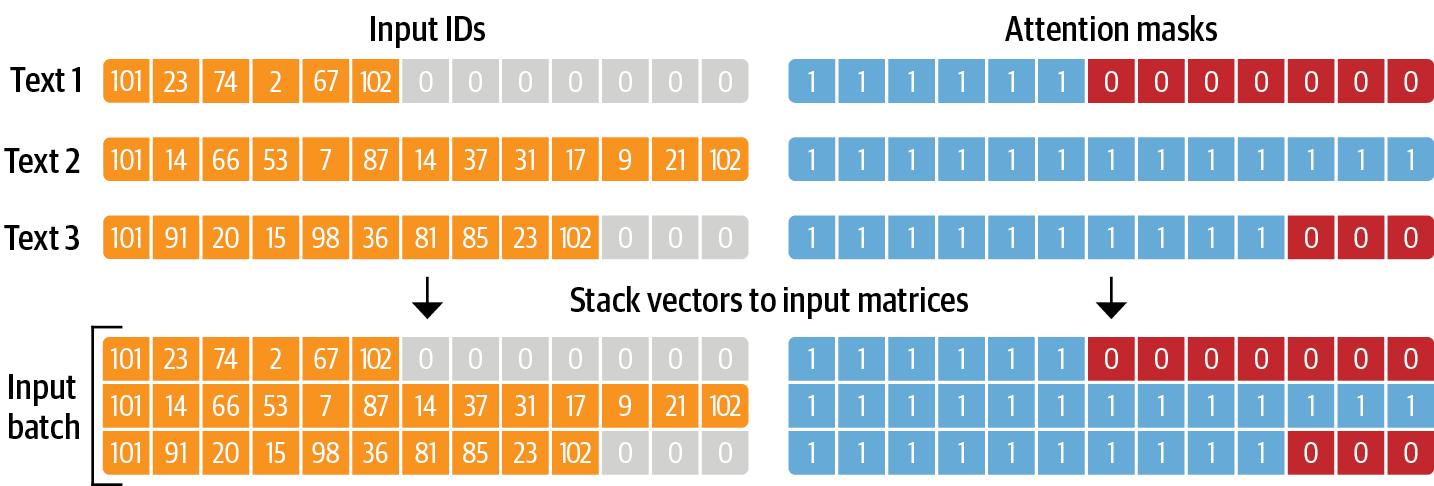 Input IDs Attention masks
Text 1 101 23 74 2 67 102 0 0 0 0 0 0 0 1 1 1 1 1 1 0 0 0 0 0 0 0
Text 2 101 14 66 53 7 87 14 37 31 17 9 21 102 1 1 1 1 1 1 1 1 1 1 1 1 1
Text 3 101 91 20 15 98 36 81 85 23 102 0 0 0 1 1 1 1 1 1 1 1 1 1 0 0 0
Stack vectors to input matrices
Input batch
101 23 74 2 67 102 0 0 0 0 0 0 0 1 1 1 1 1 1 0 0 0 0 0 0 0
101 14 66 53 7 87 14 37 31 17 9 21 102 1 1 1 1 1 1 1 1 1 1 1 1 1
101 91 20 15 98 36 81 85 23 102 0 0 0 1 1 1 1 1 1 1 1 1 1 0 0 0